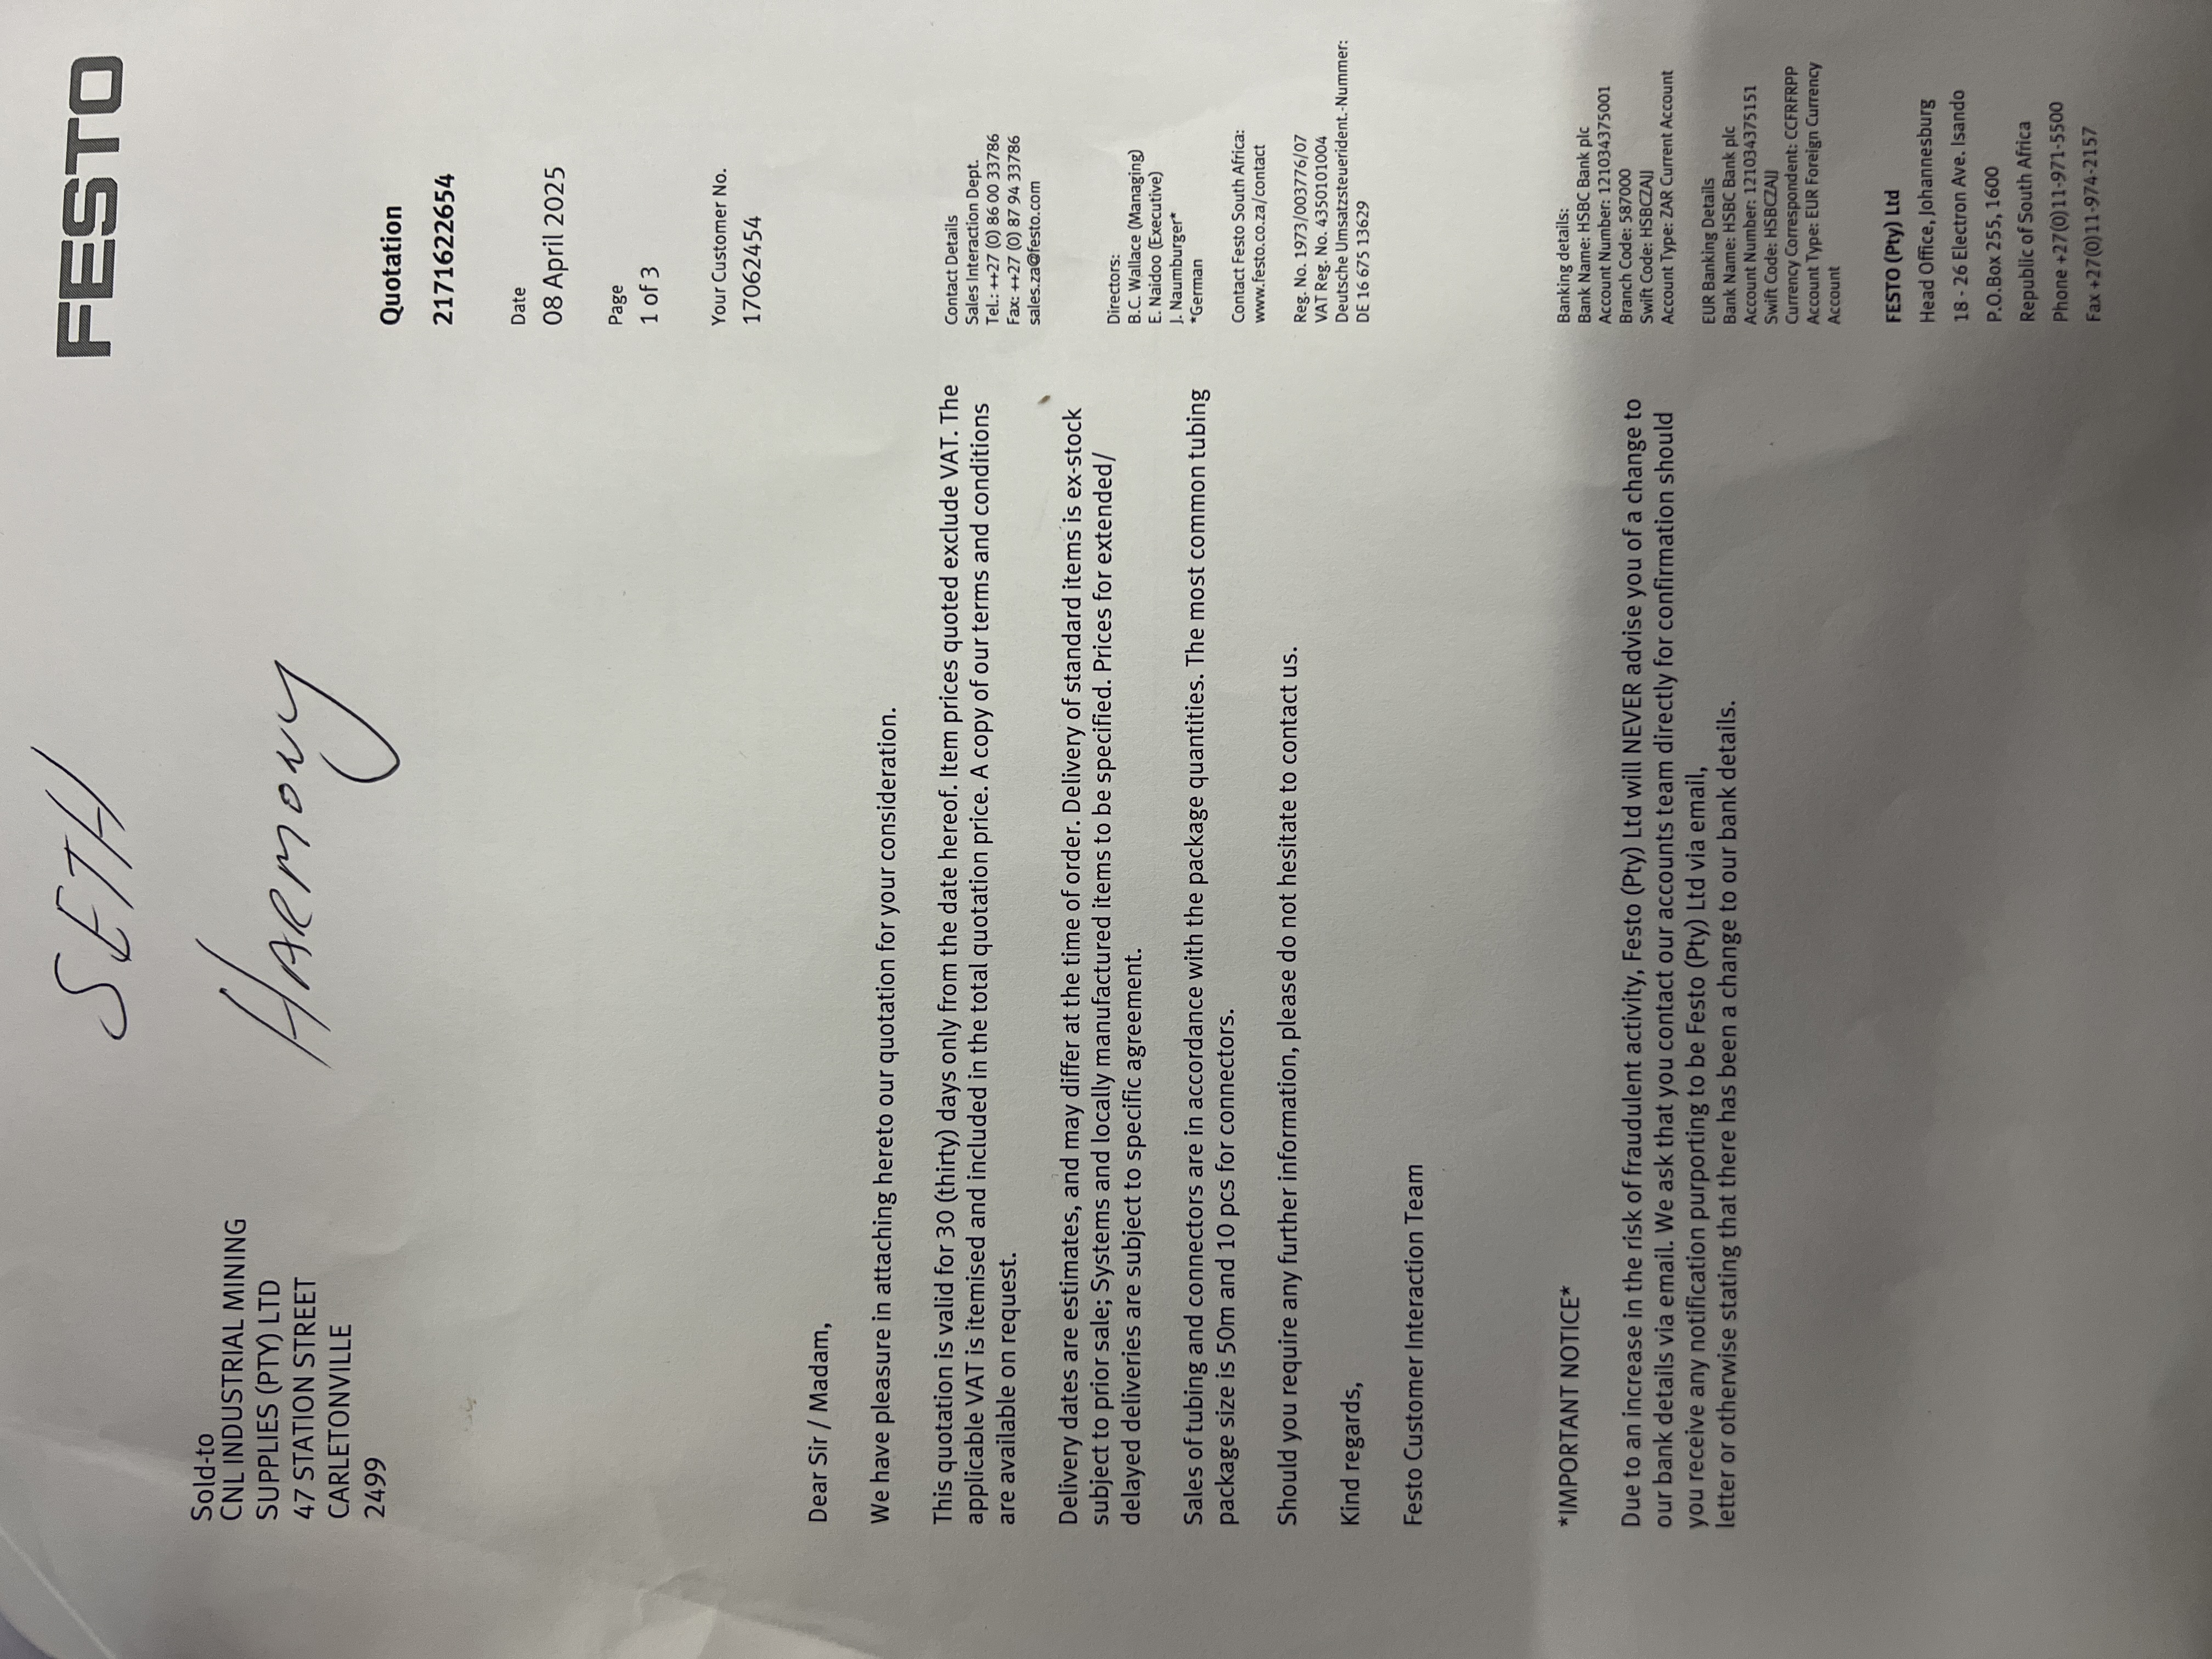 SETH
FESTO
HARMONY
Sold-to
CNL INDUSTRIAL MINING
SUPPLIES (PTY) LTD
47 STATION STREET
CARLETONVILLE
2499
Quotation
2171622654
Date
08 April 2025
Page
1 of 3
Your Customer No.
17062454
Dear Sir / Madam,
We have pleasure in attaching hereto our quotation for your consideration.
This quotation is valid for 30 (thirty) days only from the date hereof. Item prices quoted exclude VAT. The
applicable VAT is itemised and included in the total quotation price. A copy of our terms and conditions
are available on request.
Delivery dates are estimates, and may differ at the time of order. Delivery of standard items is ex-stock
subject to prior sale; Systems and locally manufactured items to be specified. Prices for extended/
delayed deliveries are subject to specific agreement.
Sales of tubing and connectors are in accordance with the package quantities. The most common tubing
package size is 50m and 10 pcs for connectors.
Should you require any further information, please do not hesitate to contact us.
Kind regards,
Festo Customer Interaction Team
*IMPORTANT NOTICE*
Due to an increase in the risk of fraudulent activity, Festo (Pty) Ltd will NEVER advise you of a change to
our bank details via email. We ask that you contact our accounts team directly for confirmation should
you receive any notification purporting to be Festo (Pty) Ltd via email,
letter or otherwise stating that there has been a change to our bank details.
Contact Details
Sales Interaction Dept.
Tel.: ++27 (0) 86 00 33786
Fax: ++27 (0) 87 94 33786
sales.za@festo.com
Directors:
B.C. Wallace (Managing)
E. Naidoo (Executive)
J. Naumburger*
*German
Contact Festo South Africa:
www.festo.co.za/contact
Reg. No. 1973/003776/07
VAT Reg. No. 4350101004
Deutsche Umsatzsteuerident.-Nummer:
DE 16 675 13629
Banking details:
Bank Name: HSBC Bank plc
Account Number: 121034375001
Branch Code: 587000
Swift Code: HSBCZAJJ
Account Type: ZAR Current Account
EUR Banking Details
Bank Name: HSBC Bank plc
Account Number: 121034375151
Swift Code: HSBCZAJJ
Currency Correspondent: CCFRFRPP
Account Type: EUR Foreign Currency
Account
FESTO (Pty) Ltd
Head Office, Johannesburg
18 - 26 Electron Ave. Isando
P.O.Box 255, 1600
Republic of South Africa
Phone +27(0)11-971-5500
Fax +27(0)11-974-2157